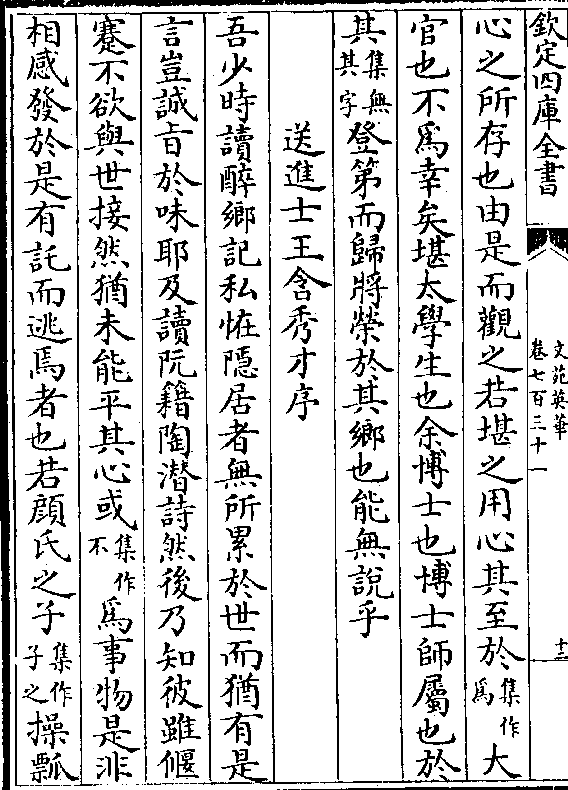 欽定四庫全書
文苑英華
卷七百三十一
十三
心之所存也由是而觀之若堪之用心其至於集作爲大
官也不爲幸矣堪太學生也余博士也博士師屬也於
其集無其字登第而歸將榮於其鄉也能無說乎
送進士王含秀才序
吾少時讀醉鄉記私恠隱居者無所累於世而猶有是
言豈誠旨於味耶及讀阮籍陶潛詩然後乃知彼雖偃
蹇不欲與世接然猶未能平其心或集作不爲事物是非
相感發於是有託而逃焉者也若顔氏之子集作子之操瓢